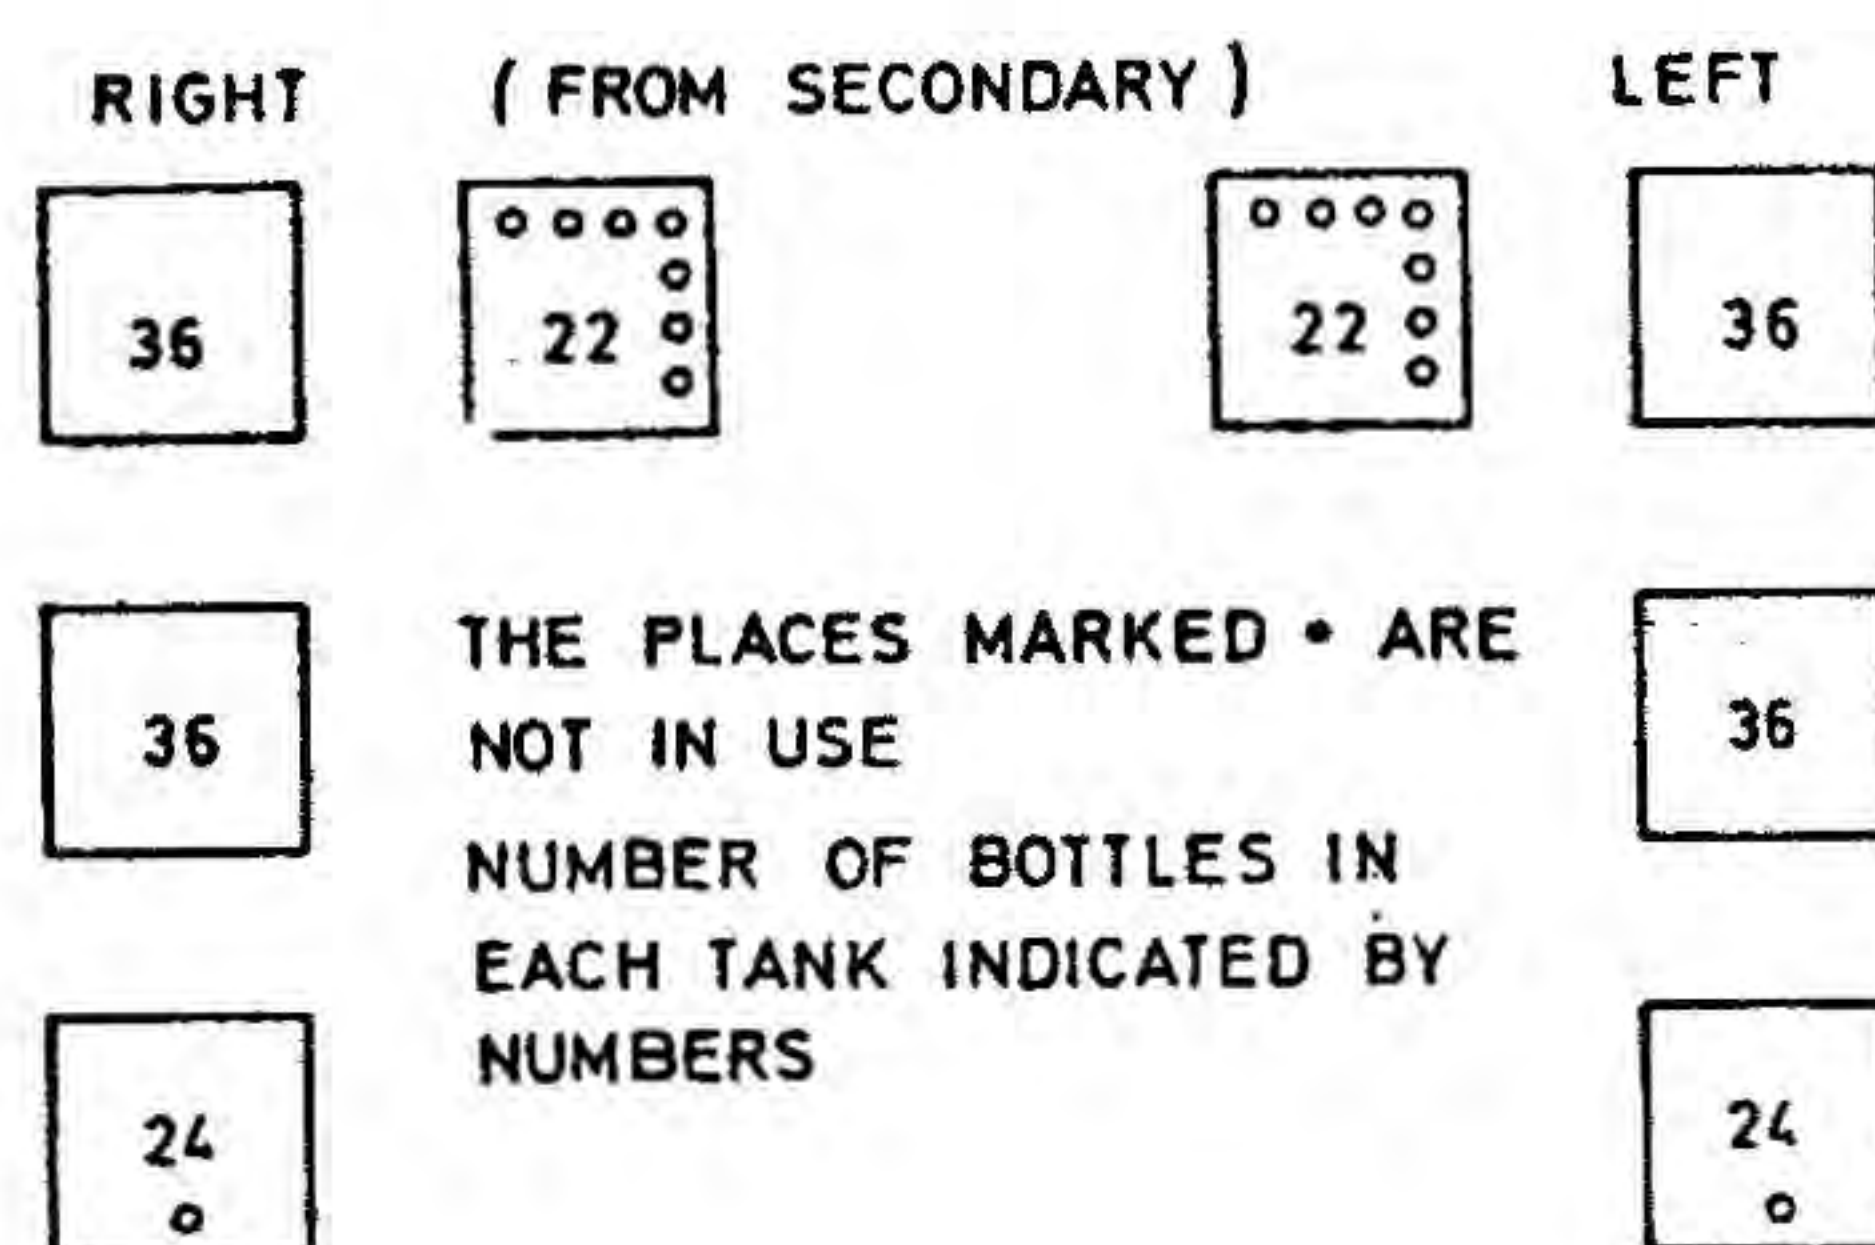 RIGHT ( FROM SECONDARY ) LEFT
36 22 22 36
36 36
THE PLACES MARKED • ARE
NOT IN USE
NUMBER OF BOTTLES IN
EACH TANK INDICATED BY
NUMBERS
24 24